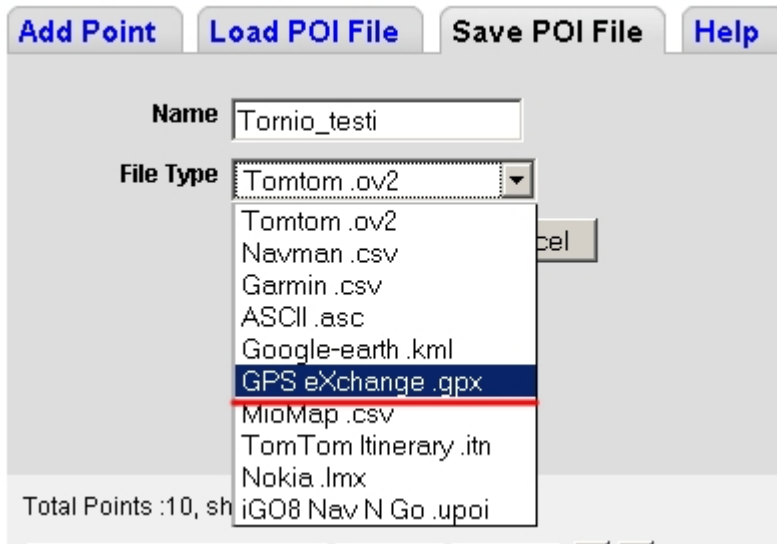 Add Point Load POI File Save POI File Help
Name Tornio_testi
File Type Tomtom .ov2
Tomtom .ov2
Navman .csv
Garmin .csv
ASCII .asc
Google-earth .kml
GPS eXchange .gpx
MioMap .csv
TomTom Itinerary .itn
Nokia .lmx
iGO8 Nav N Go .upoi
Total Points :10,